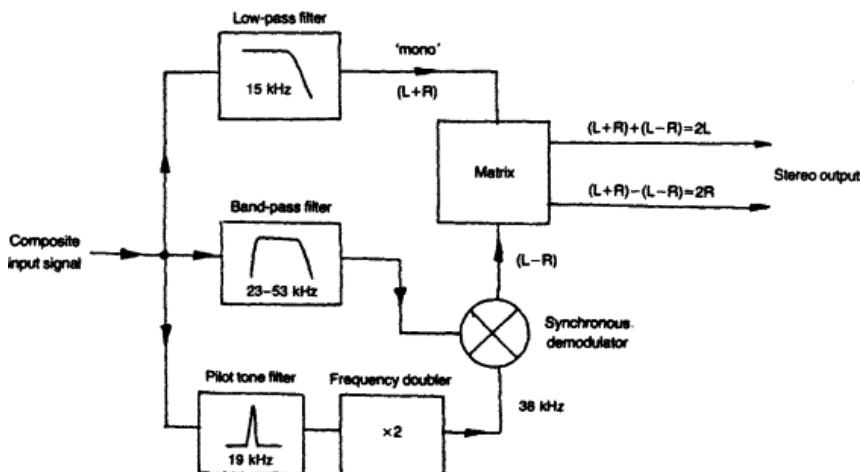 Low-pass filter
15 kHz
'mono'
(L+R)
Matrix
(L+R)+(L−R)=2L
(L+R)−(L−R)=2R
Stereo output
Composite
input signal
Band-pass filter
23–53 kHz
(L−R)
Synchronous
demodulator
Pilot tone filter
19 kHz
Frequency doubler
×2
38 kHz